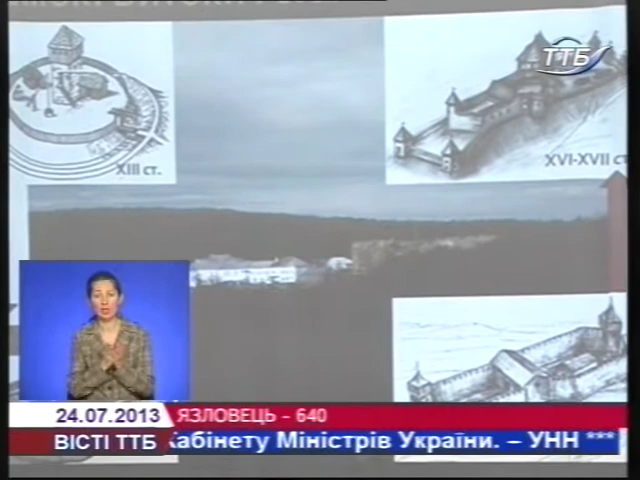 ТТБ
XIII ст.
XVI-XVII ст.
24.07.2013
ЯЗЛОВЕЦЬ - 640
ВІСТІ ТТБ
Кабінету Міністрів України. – УНН ***